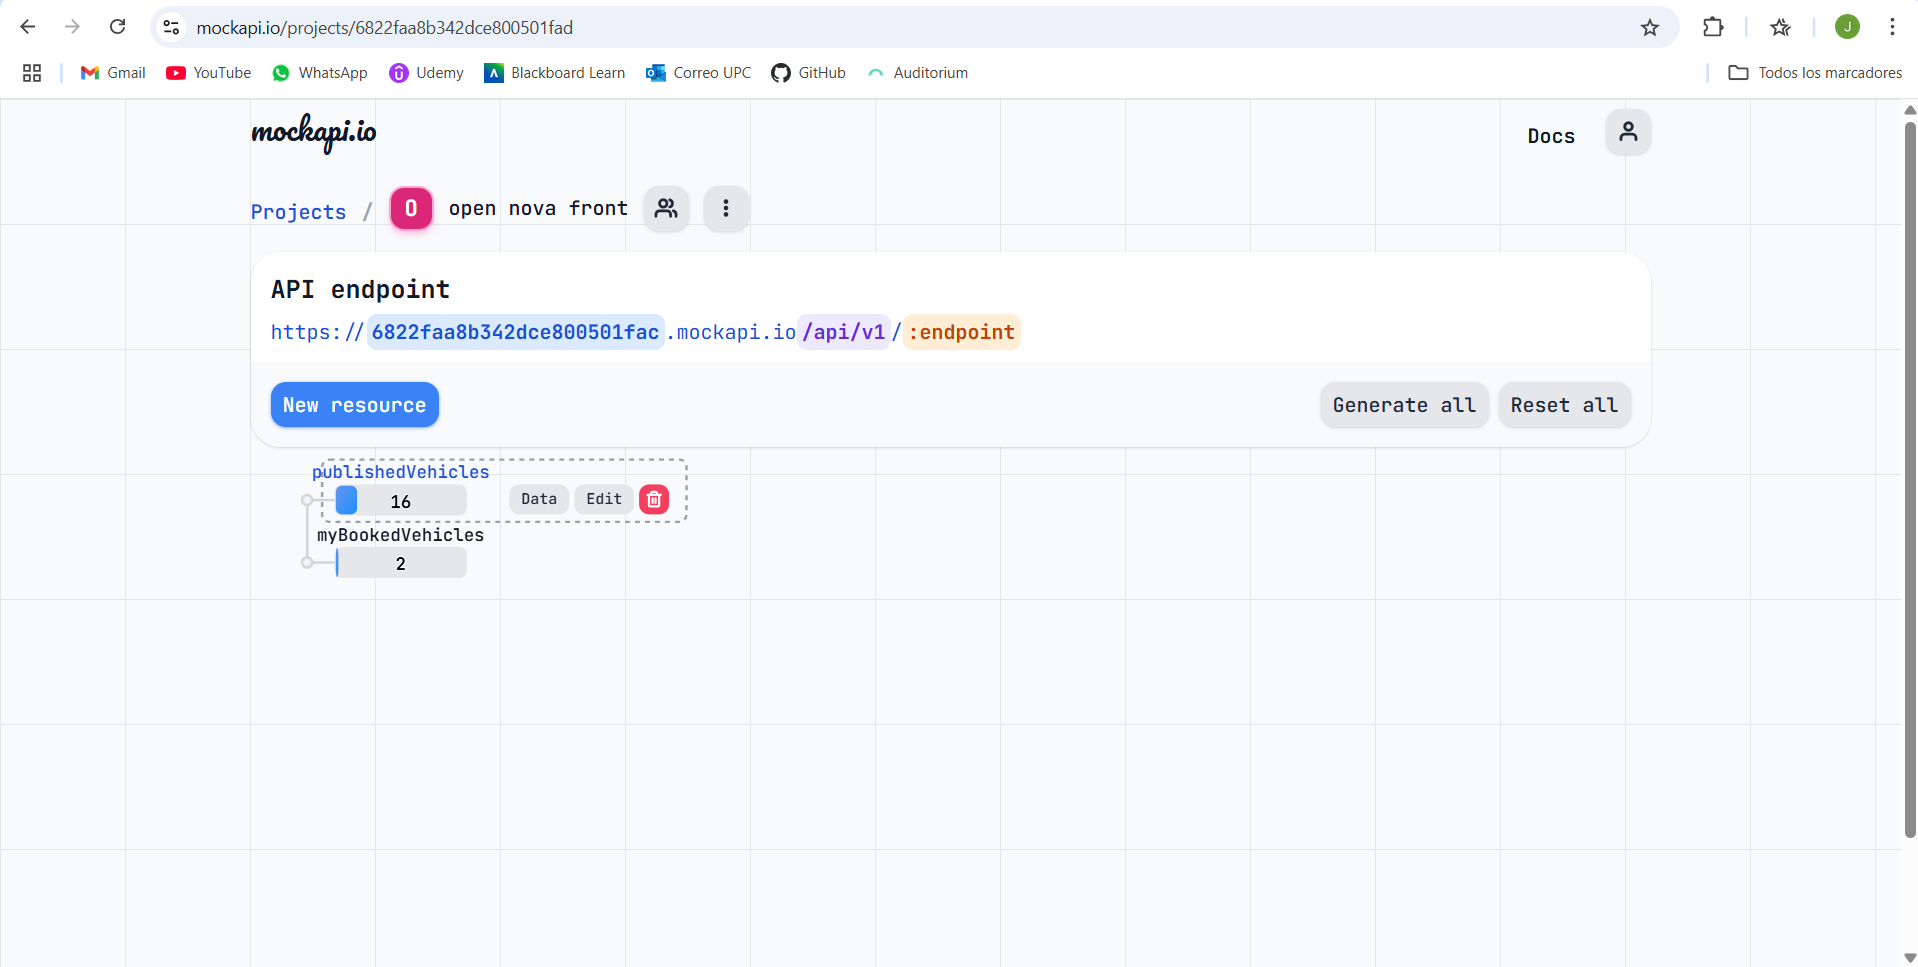 mockapi.io/projects/6822faa8b342dce800501fad
J
Gmail
YouTube
WhatsApp
Udemy
Blackboard Learn
Correo UPC
GitHub
Auditorium
Todos los marcadores
mockapi.io
Docs
Projects / O open nova front
API endpoint
https://6822faa8b342dce800501fac.mockapi.io/api/v1/:endpoint
New resource
Generate all
Reset all
publishedVehicles
16
Data
Edit
myBookedVehicles
2